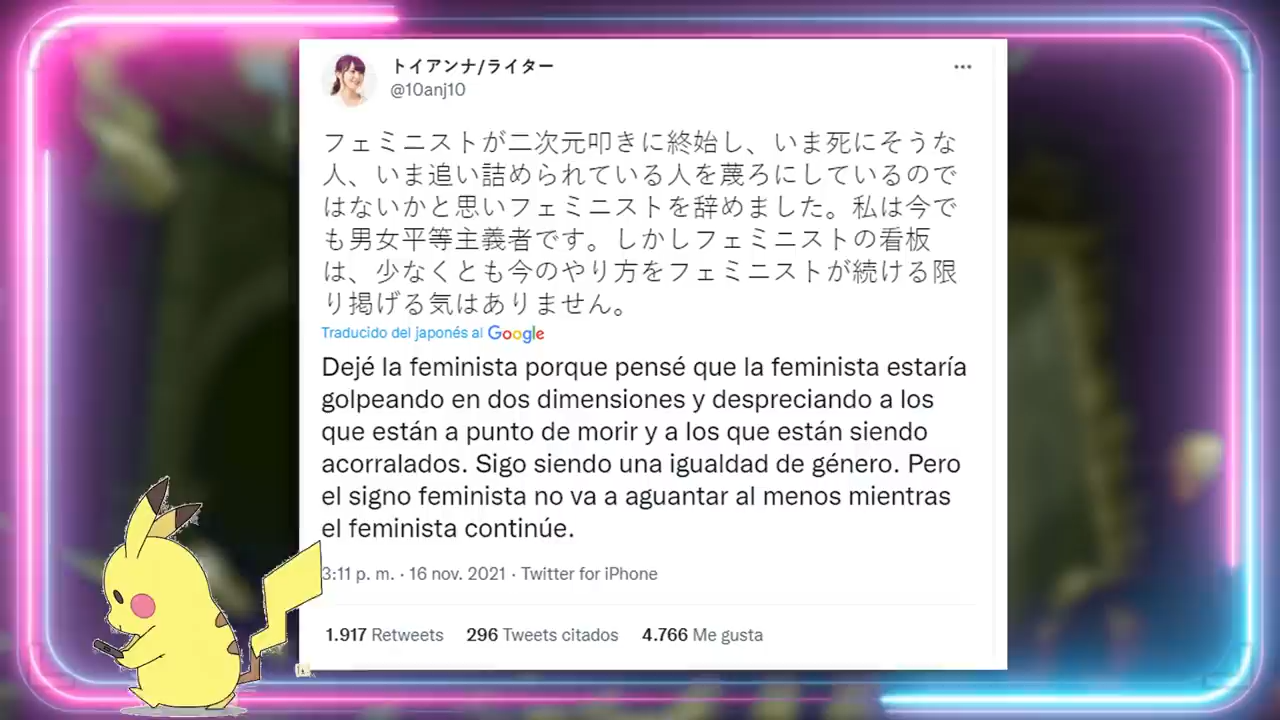 トイアンナ/ライター
@10anj10
フェミニストが二次元叩きに終始し、いま死にそうな
人、いま追い詰められている人を蔑ろにしているので
はないかと思いフェミニストを辞めました。私は今で
も男女平等主義者です。しかしフェミニストの看板
は、少なくとも今のやり方をフェミニストが続ける限
り掲げる気はありません。
Traducido del japonés al Google
Dejé la feminista porque pensé que la feminista estaría
golpeando en dos dimensiones y despreciando a los
que están a punto de morir y a los que están siendo
acorralados. Sigo siendo una igualdad de género. Pero
el signo feminista no va a aguantar al menos mientras
el feminista continúe.
3:11 p. m. · 16 nov. 2021 · Twitter for iPhone
1.917 Retweets 296 Tweets citados 4.766 Me gusta